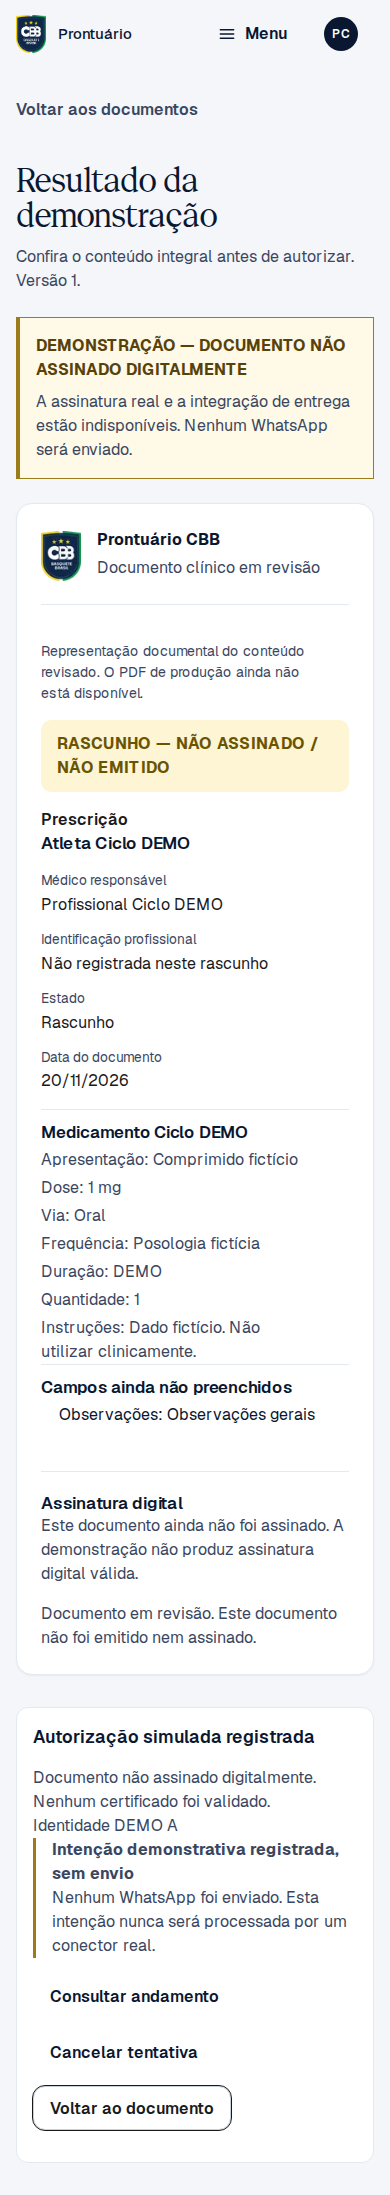 CBB
BASQUETE
BRASIL
Prontuário
Menu
PC
Voltar aos documentos
Resultado da
demonstração
Confira o conteúdo integral antes de autorizar.
Versão 1.
DEMONSTRAÇÃO — DOCUMENTO NÃO
ASSINADO DIGITALMENTE
A assinatura real e a integração de entrega
estão indisponíveis. Nenhum WhatsApp
será enviado.
CBB
BASQUETE
BRASIL
Prontuário CBB
Documento clínico em revisão
Representação documental do conteúdo
revisado. O PDF de produção ainda não
está disponível.
RASCUNHO — NÃO ASSINADO /
NÃO EMITIDO
Prescrição
Atleta Ciclo DEMO
Médico responsável
Profissional Ciclo DEMO
Identificação profissional
Não registrada neste rascunho
Estado
Rascunho
Data do documento
20/11/2026
Medicamento Ciclo DEMO
Apresentação: Comprimido fictício
Dose: 1 mg
Via: Oral
Frequência: Posologia fictícia
Duração: DEMO
Quantidade: 1
Instruções: Dado fictício. Não
utilizar clinicamente.
Campos ainda não preenchidos
Observações: Observações gerais
Assinatura digital
Este documento ainda não foi assinado. A
demonstração não produz assinatura
digital válida.
Documento em revisão. Este documento
não foi emitido nem assinado.
Autorização simulada registrada
Documento não assinado digitalmente.
Nenhum certificado foi validado.
Identidade DEMO A
Intenção demonstrativa registrada,
sem envio
Nenhum WhatsApp foi enviado. Esta
intenção nunca será processada por um
conector real.
Consultar andamento
Cancelar tentativa
Voltar ao documento